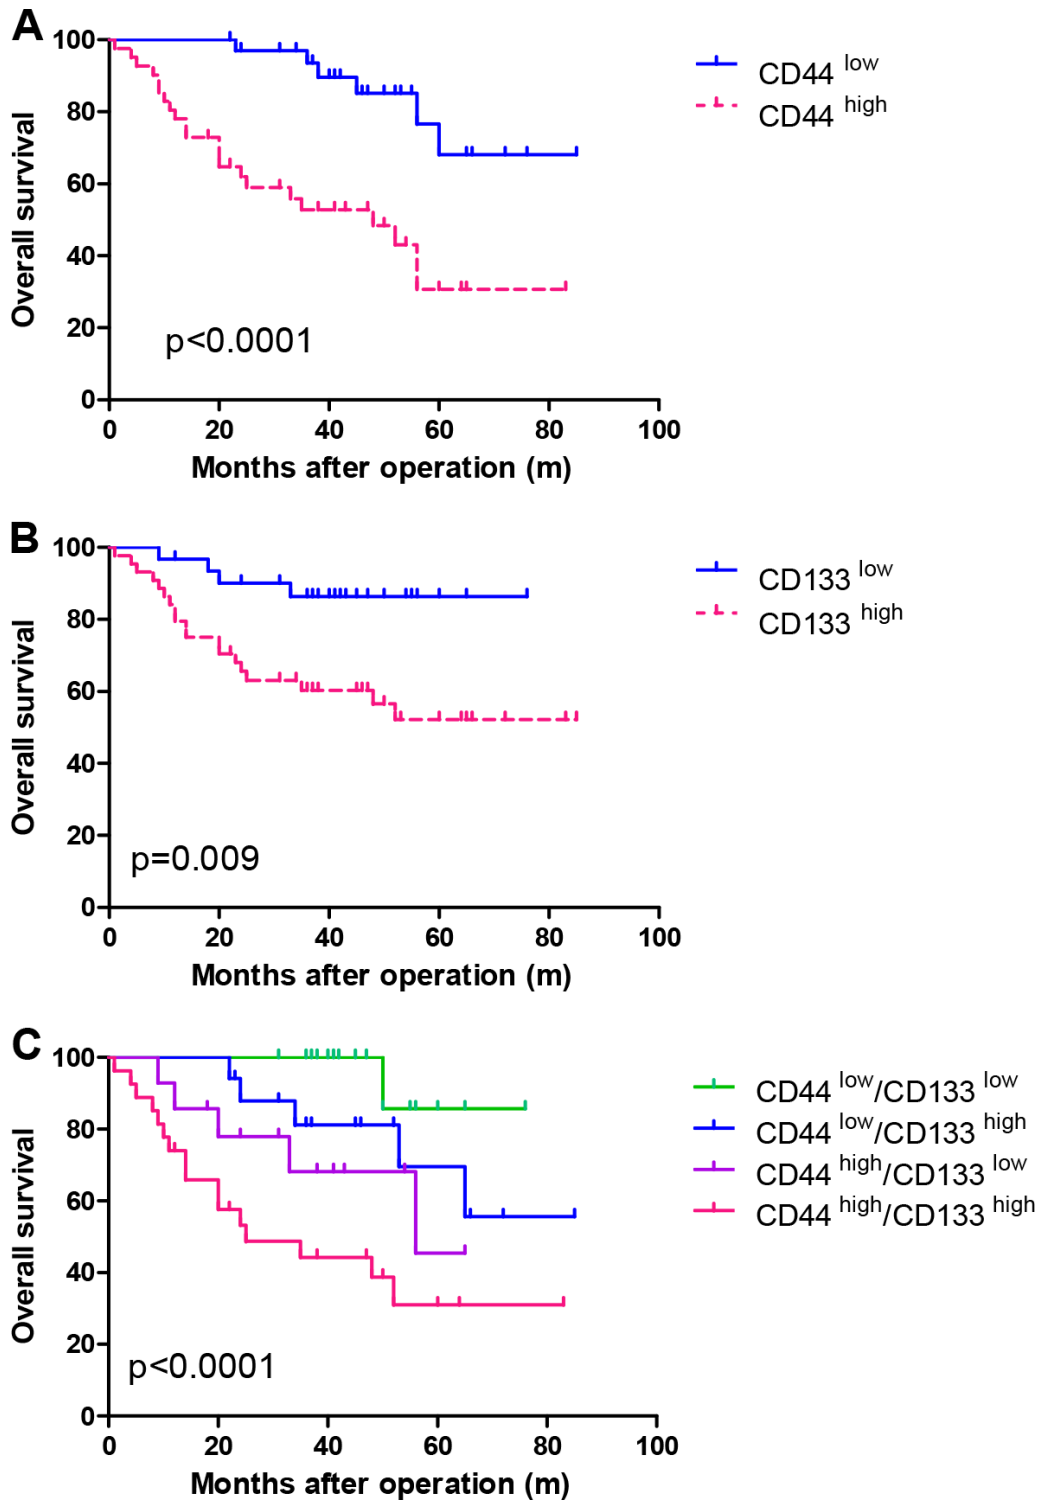 A
100
80
60
40
20
0
Overall survival
p<0.0001
0 20 40 60 80 100
Months after operation (m)
CD44 low
CD44 high
B
100
80
60
40
20
0
Overall survival
p=0.009
0 20 40 60 80 100
Months after operation (m)
CD133 low
CD133 high
C
100
80
60
40
20
0
Overall survival
p<0.0001
0 20 40 60 80 100
Months after operation (m)
CD44 low/CD133 low
CD44 low/CD133 high
CD44 high/CD133 low
CD44 high/CD133 high